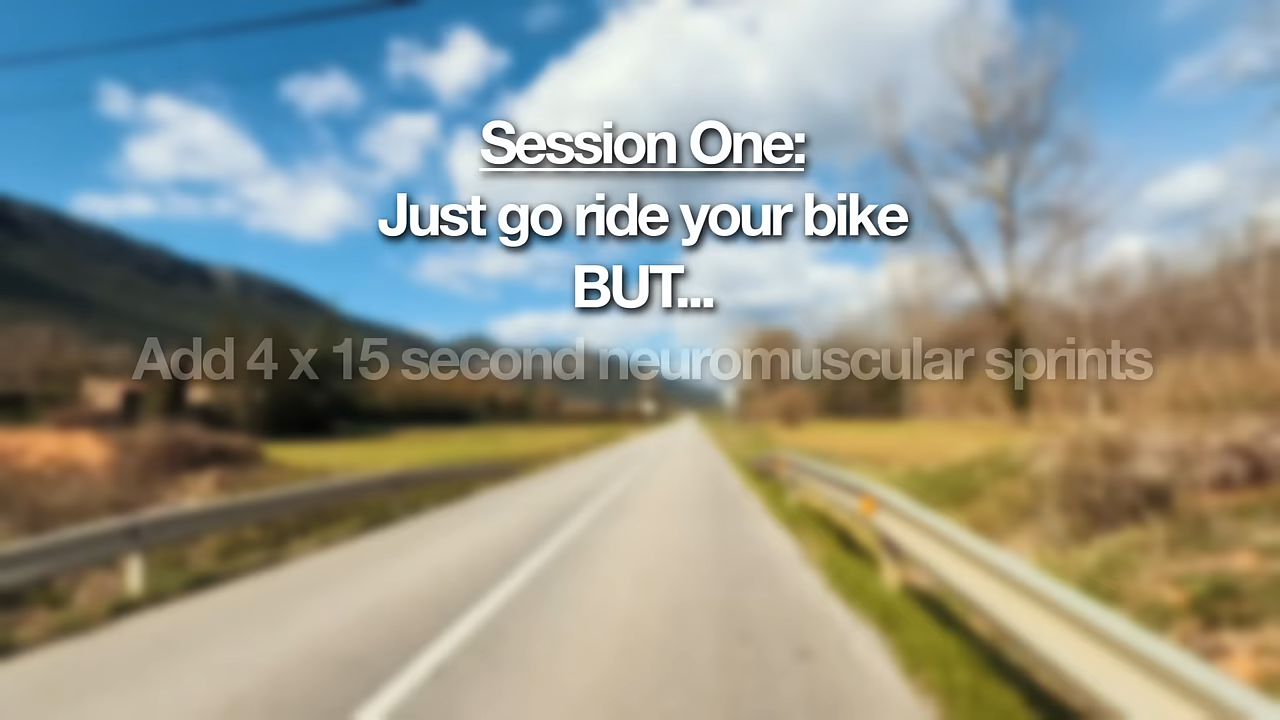 Session One:
Just go ride your bike
BUT...
Add 4 x 15 second neuromuscular sprints